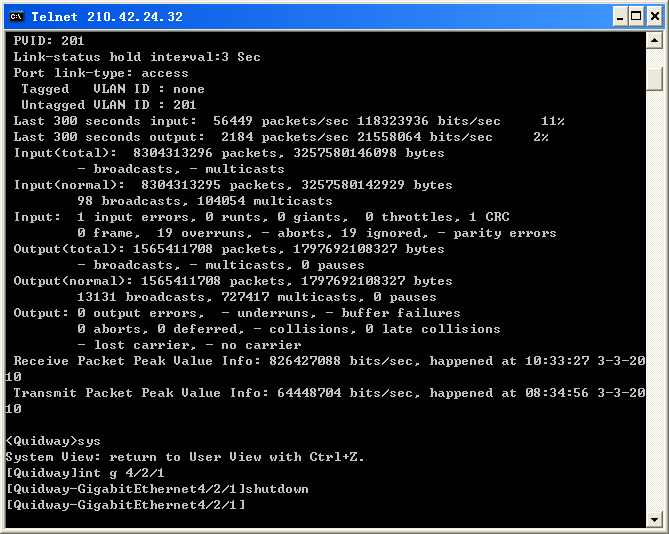 Telnet 210.42.24.32
PVID: 201
Link-status hold interval:3 Sec
Port link-type: access
Tagged   VLAN ID : none
Untagged VLAN ID : 201
Last 300 seconds input:  56449 packets/sec 118323936 bits/sec     11%
Last 300 seconds output:  2184 packets/sec 21558064 bits/sec     2%
Input(total):  8304313296 packets, 3257580146098 bytes
- broadcasts, - multicasts
Input(normal):  8304313295 packets, 3257580142929 bytes
98 broadcasts, 104054 multicasts
Input:  1 input errors, 0 runts, 0 giants,  0 throttles, 1 CRC
0 frame,  19 overruns, - aborts, 19 ignored, - parity errors
Output(total): 1565411708 packets, 1797692108327 bytes
- broadcasts, - multicasts, 0 pauses
Output(normal): 1565411708 packets, 1797692108327 bytes
13131 broadcasts, 727417 multicasts, 0 pauses
Output: 0 output errors,  - underruns, - buffer failures
0 aborts, 0 deferred, - collisions, 0 late collisions
- lost carrier, - no carrier
Receive Packet Peak Value Info: 826427088 bits/sec, happened at 10:33:27 3-3-20
10
Transmit Packet Peak Value Info: 64448704 bits/sec, happened at 08:34:56 3-3-20
10
<Quidway>sys
System View: return to User View with Ctrl+Z.
[Quidway]int g 4/2/1
[Quidway-GigabitEthernet4/2/1]shutdown
[Quidway-GigabitEthernet4/2/1]